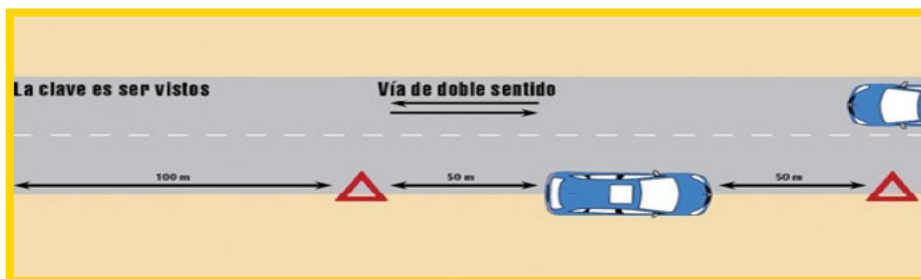 La clave es ser vistos
Vía de doble sentido
100 m
50 m
50 m